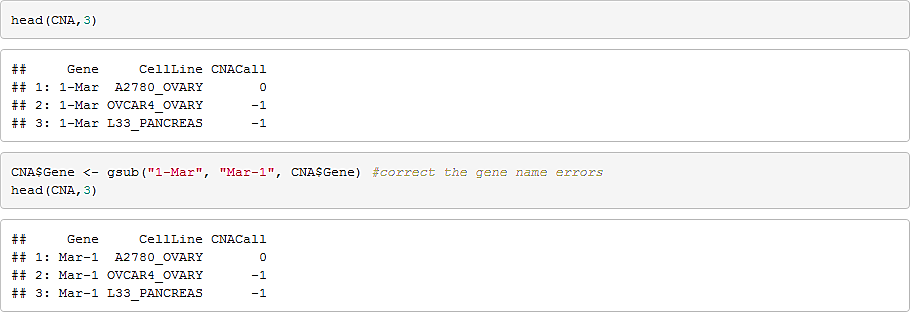 head(CNA,3)
##     Gene     CellLine CNACall
## 1: 1-Mar  A2780_OVARY       0
## 2: 1-Mar OVCAR4_OVARY      -1
## 3: 1-Mar L33_PANCREAS      -1
CNA$Gene <- gsub("1-Mar", "Mar-1", CNA$Gene) #correct the gene name errors
head(CNA,3)
##     Gene     CellLine CNACall
## 1: Mar-1  A2780_OVARY       0
## 2: Mar-1 OVCAR4_OVARY      -1
## 3: Mar-1 L33_PANCREAS      -1